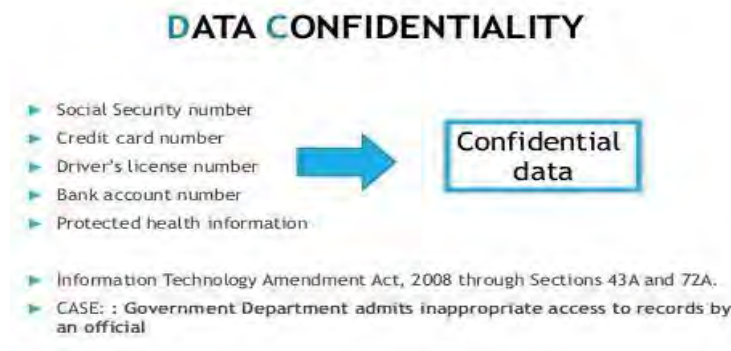 DATA CONFIDENTIALITY
Social Security number
Credit card number
Driver's license number
Bank account number
Protected health information
Confidential
data
Information Technology Amendment Act, 2008 through Sections 43A and 72A.
CASE: : Government Department admits inappropriate access to records by
an official